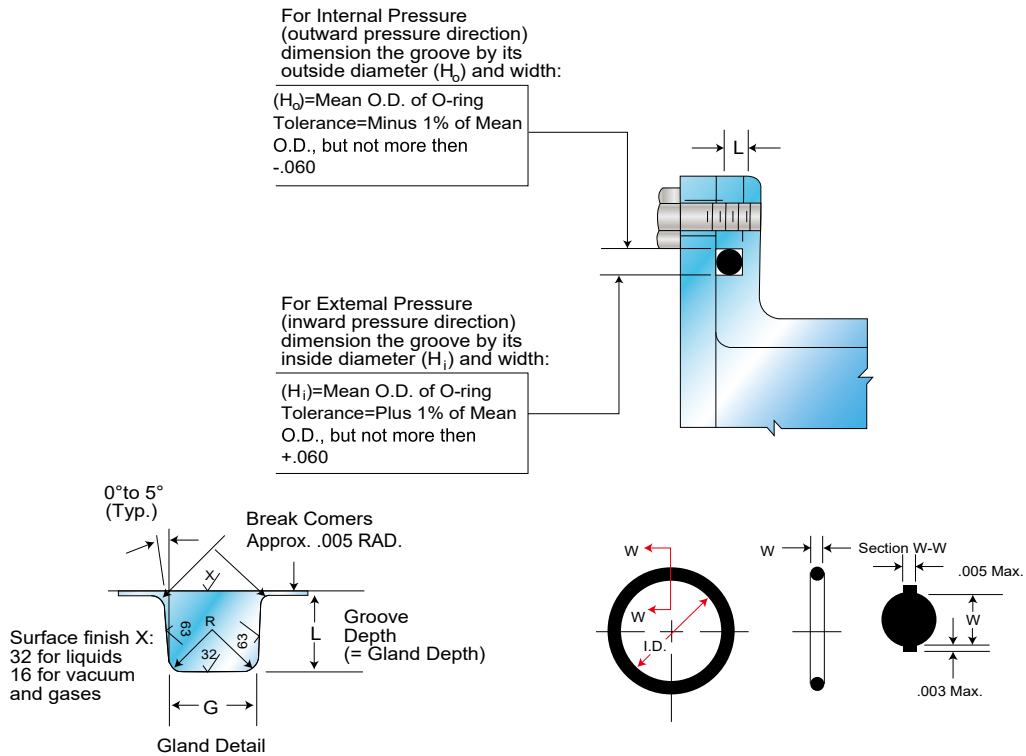 For Internal Pressure
(outward pressure direction)
dimension the groove by its
outside diameter (Hₒ) and width:
(Hₒ)=Mean O.D. of O-ring
Tolerance=Minus 1% of Mean
O.D., but not more then
-.060
L
For Extemal Pressure
(inward pressure direction)
dimension the groove by its
inside diameter (Hᵢ) and width:
(Hᵢ)=Mean O.D. of O-ring
Tolerance=Plus 1% of Mean
O.D., but not more then
+.060
0°to 5°
(Typ.)
Break Comers
Approx. .005 RAD.
X
R
63
63
32
L
Groove
Depth
(= Gland Depth)
Surface finish X:
32 for liquids
16 for vacuum
and gases
G
Gland Detail
W
W
I.D.
W
Section W-W
.005 Max.
W
.003 Max.